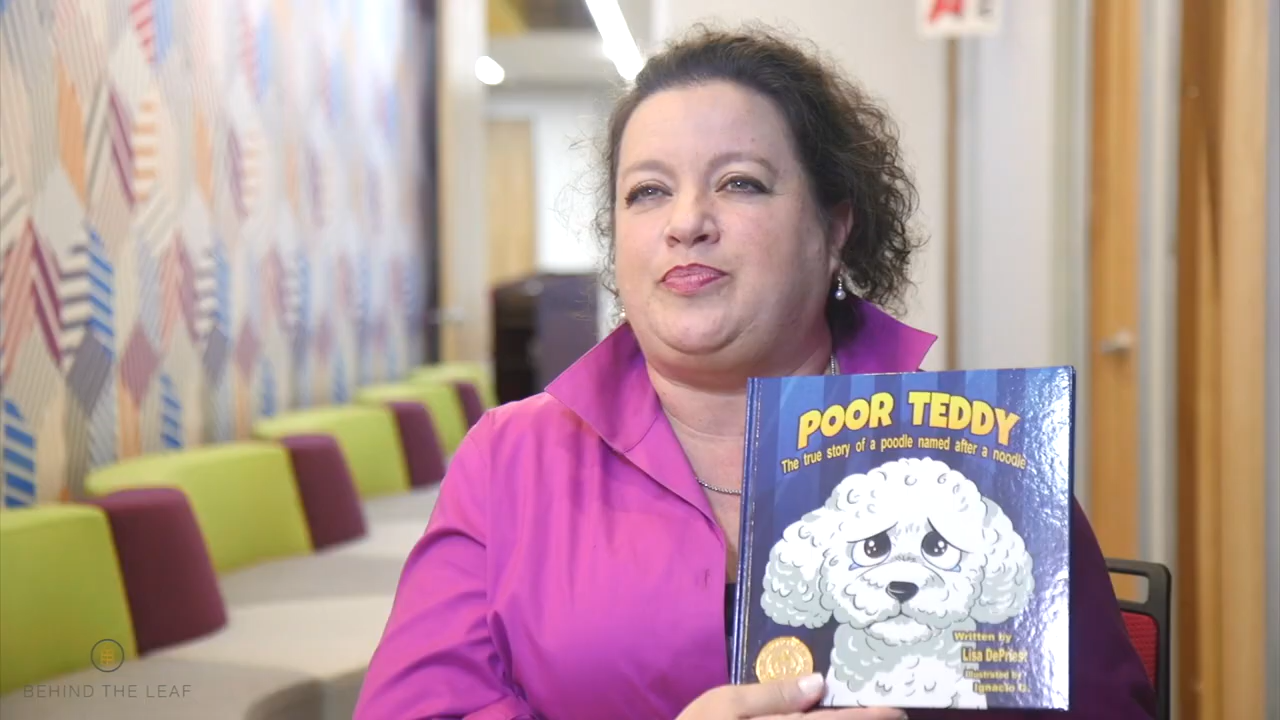 POOR TEDDY
The true story of a poodle named after a noodle
Written by
Lisa DePriest
Illustrated by
Ignacio G.
BEHIND THE LEAF